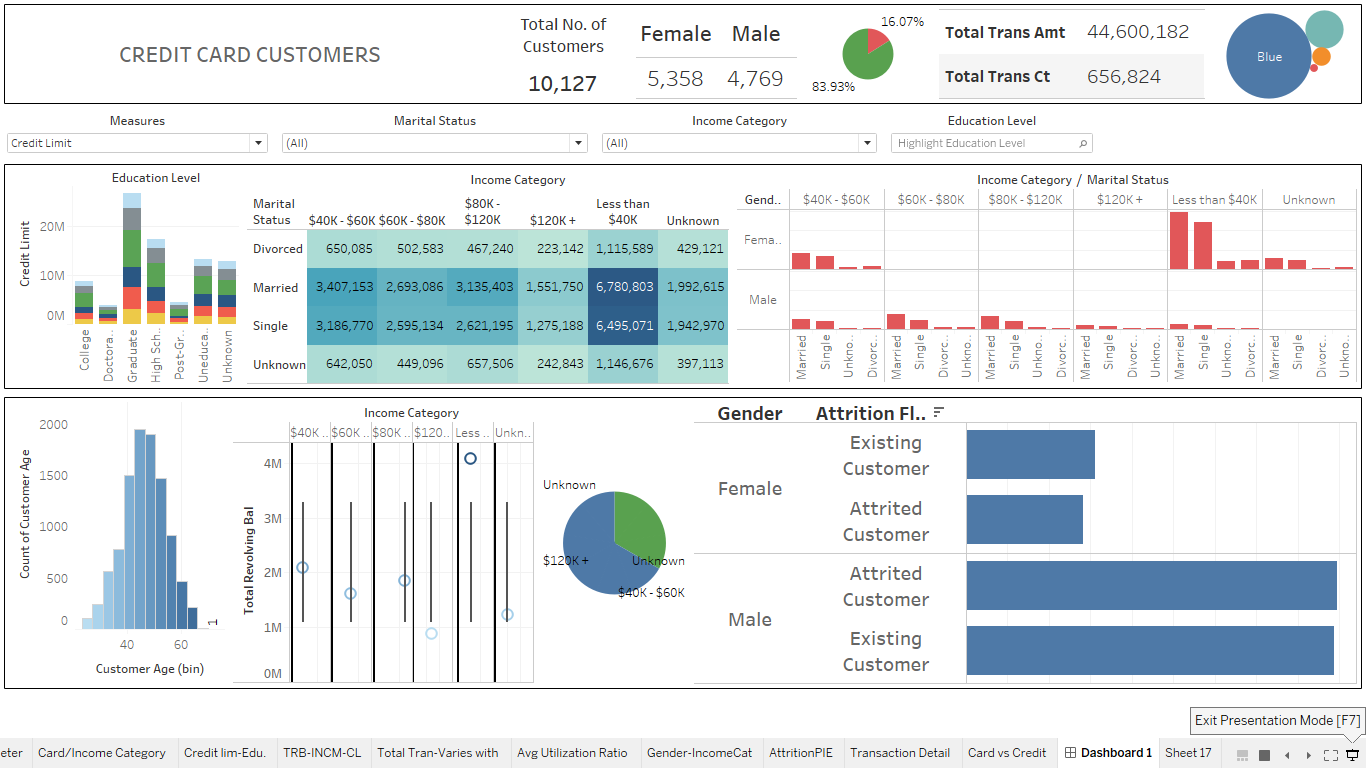 CREDIT CARD CUSTOMERS
Total No. of
Customers
10,127
Female Male
5,358 4,769
16.07%
83.93%
Total Trans Amt 44,600,182
Total Trans Ct 656,824
Blue
Measures
Marital Status
Income Category
Education Level
Credit Limit
(All)
(All)
Highlight Education Level
Education Level
Credit Limit
20M
10M
0M
College
Doctora..
Graduate
High Sch..
Post-Gr..
Uneduca..
Unknown
Income Category
Marital
Status
$40K - $60K $60K - $80K $80K - $120K $120K + Less than $40K Unknown
Divorced 650,085 502,583 467,240 223,142 1,115,589 429,121
Married 3,407,153 2,693,086 3,135,403 1,551,750 6,780,803 1,992,615
Single 3,186,770 2,595,134 2,621,195 1,275,188 6,495,071 1,942,970
Unknown 642,050 449,096 657,506 242,843 1,146,676 397,113
Income Category / Marital Status
Gend.. $40K - $60K $60K - $80K $80K - $120K $120K + Less than $40K Unknown
Fema..
Male
Married Single Unkno.. Divorc.. Married Single Divorc.. Unkno.. Married Single Unkno.. Divorc.. Married Single Unkno.. Divorc.. Married Single Unkno.. Divorc.. Married Single Divorc.. Unkno..
Count of Customer Age
2000
1500
1000
500
0
1
40 60
Customer Age (bin)
Income Category
$40K .. $60K .. $80K .. $120.. Less .. Unkn..
Total Revolving Bal
4M
3M
2M
1M
0M
Unknown
$120K +
Unknown
$40K - $60K
Gender Attrition Fl..
Female
Existing
Customer
Attrited
Customer
Male
Attrited
Customer
Existing
Customer
Exit Presentation Mode [F7]
eter Card/Income Category Credit lim-Edu. TRB-INCM-CL Total Tran-Varies with Avg Utilization Ratio Gender-IncomeCat AttritionPIE Transaction Detail Card vs Credit Dashboard 1 Sheet 17